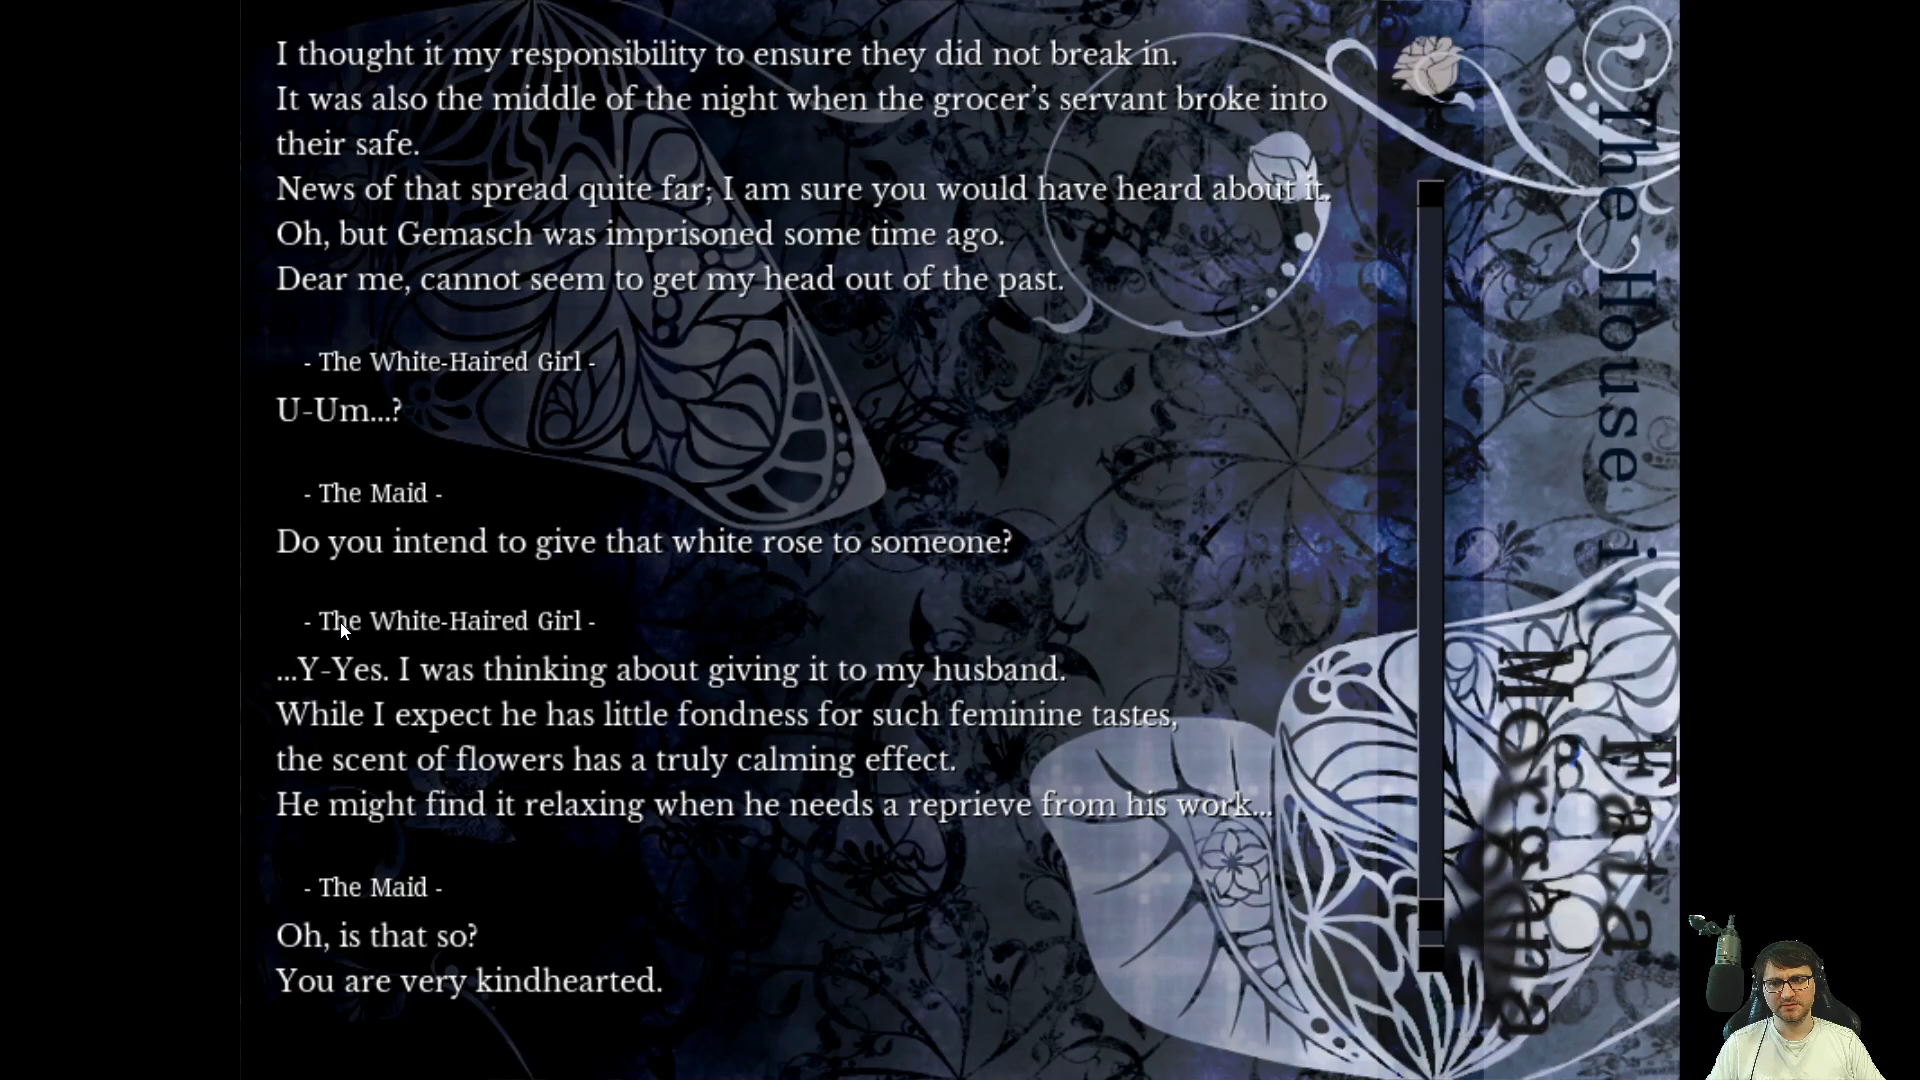 I thought it my responsibility to ensure they did not break in.
It was also the middle of the night when the grocer's servant broke into
their safe.
News of that spread quite far; I am sure you would have heard about it.
Oh, but Gemasch was imprisoned some time ago.
Dear me, cannot seem to get my head out of the past.
- The White-Haired Girl -
U-Um...?
- The Maid -
Do you intend to give that white rose to someone?
- The White-Haired Girl -
...Y-Yes. I was thinking about giving it to my husband.
While I expect he has little fondness for such feminine tastes,
the scent of flowers has a truly calming effect.
He might find it relaxing when he needs a reprieve from his work...
- The Maid -
Oh, is that so?
You are very kindhearted.
The House in Fata
Morgana